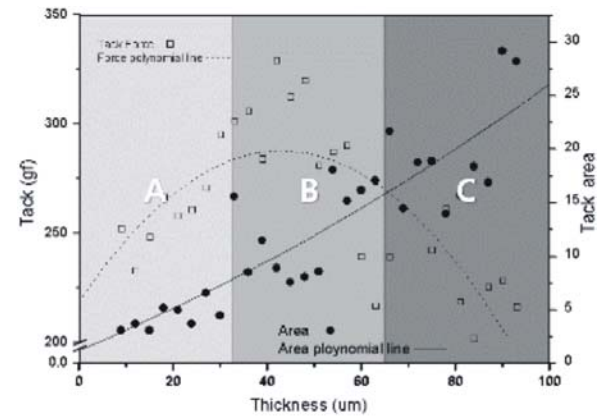 350
300
250
200
0.0
Tack (gf)
Tack Force
Force polynomial line
A
B
C
30
25
20
15
10
5
0
Tack area
Area
Area ploynomial line
0
20
40
60
80
100
Thickness (um)